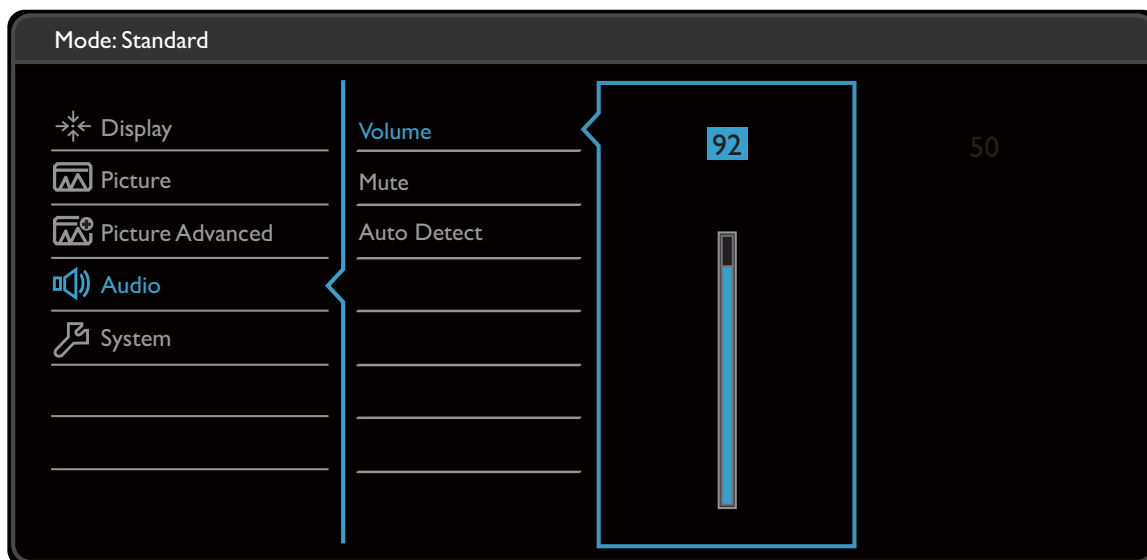 Mode: Standard
Display
Picture
Picture Advanced
Audio
System
Volume
Mute
Auto Detect
92
50